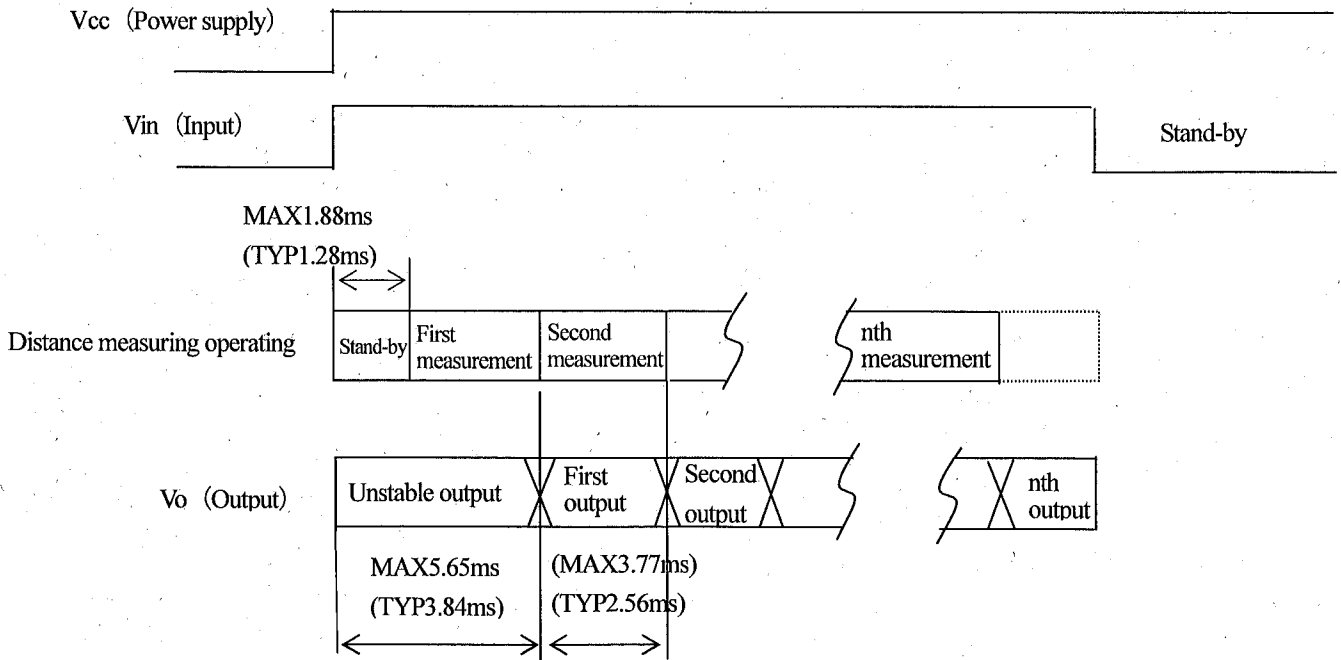 Vcc (Power supply)
Vin (Input)
Stand-by
MAX1.88ms
(TYP1.28ms)
Distance measuring operating
Stand-by
First
measurement
Second
measurement
nth
measurement
Vo (Output)
Unstable output
First
output
Second
output
nth
output
MAX5.65ms
(TYP3.84ms)
(MAX3.77ms)
(TYP2.56ms)